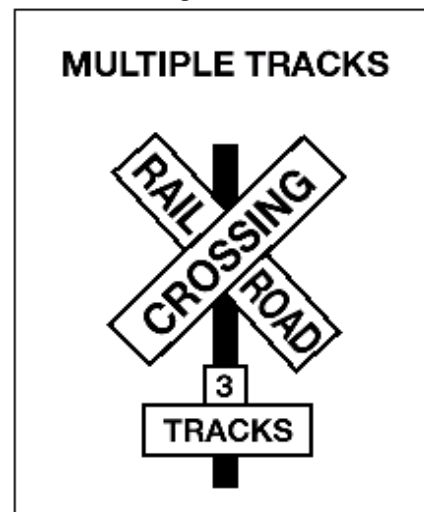 MULTIPLE TRACKS
RAIL ROAD
CROSSING
3
TRACKS